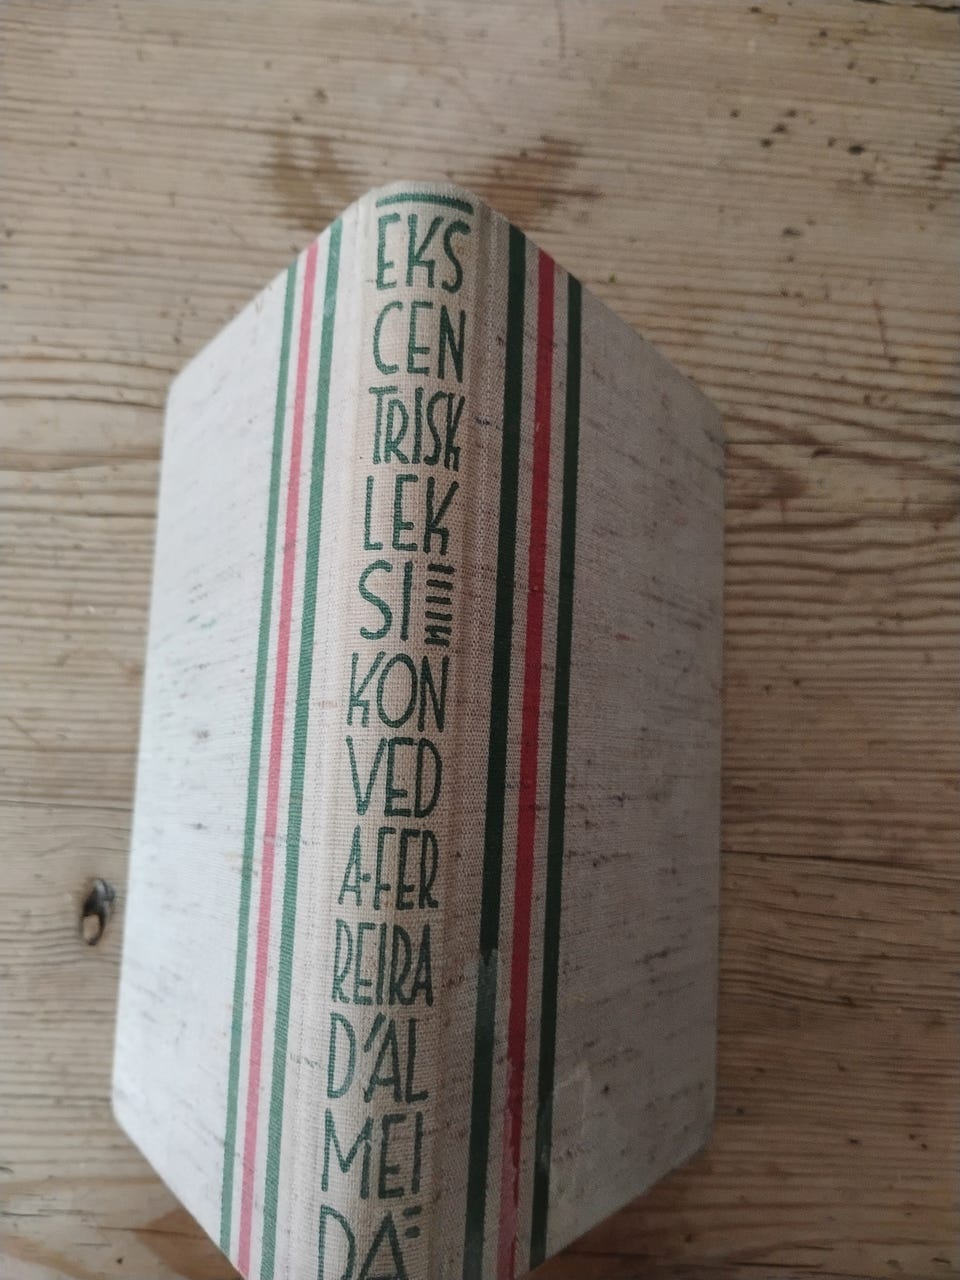 EKS
CEN
TRISK
LEK
SI
KON
VED
A·FER
REIRA
D'AL
MEI
DA